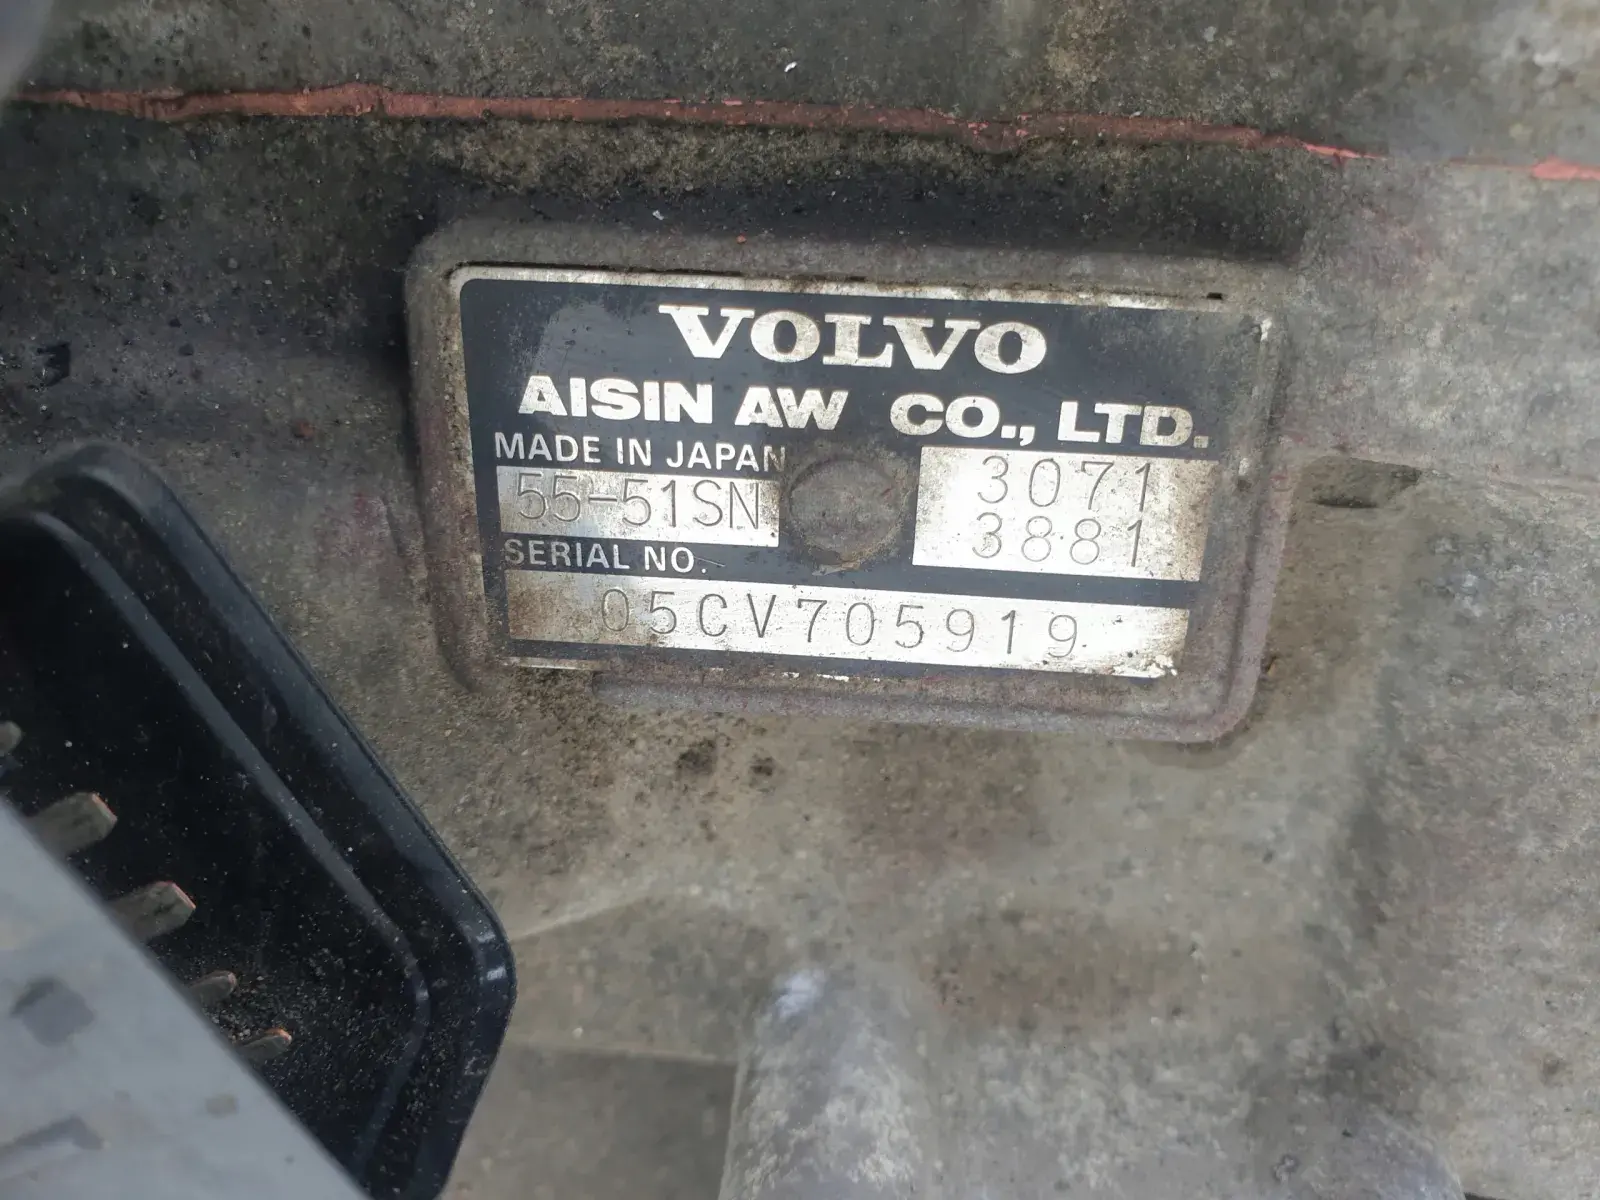 VOLVO
AISIN AW CO., LTD.
MADE IN JAPAN
55-51SN
3071
3881
SERIAL NO.
05CV705919